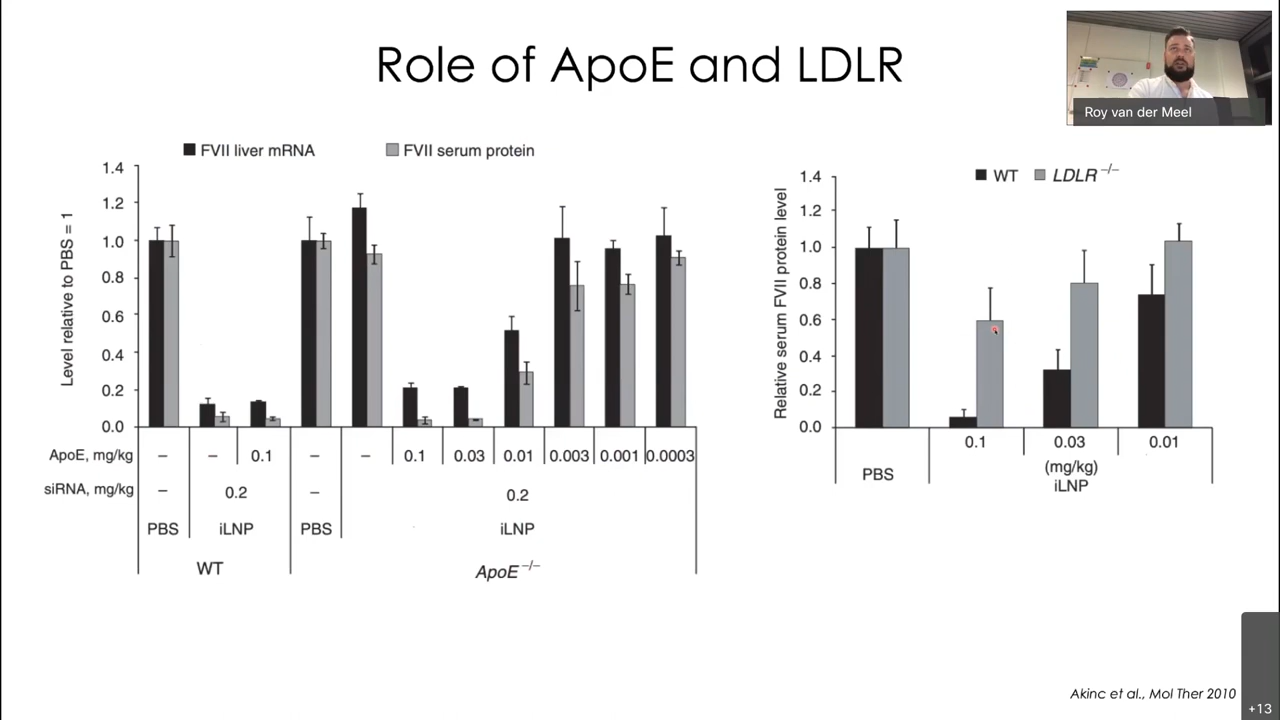 Role of ApoE and LDLR
Roy van der Meel
FVII liver mRNA FVII serum protein
Level relative to PBS = 1
1.4
1.2
1.0
0.8
0.6
0.4
0.2
0.0
ApoE, mg/kg – – 0.1 – – 0.1 0.03 0.01 0.003 0.001 0.0003
siRNA, mg/kg – 0.2 – 0.2
PBS iLNP PBS iLNP
WT ApoE –/–
WT LDLR –/–
Relative serum FVII protein level
1.4
1.2
1.0
0.8
0.6
0.4
0.2
0.0
0.1 0.03 0.01
PBS (mg/kg)
iLNP
Akinc et al., Mol Ther 2010
+13